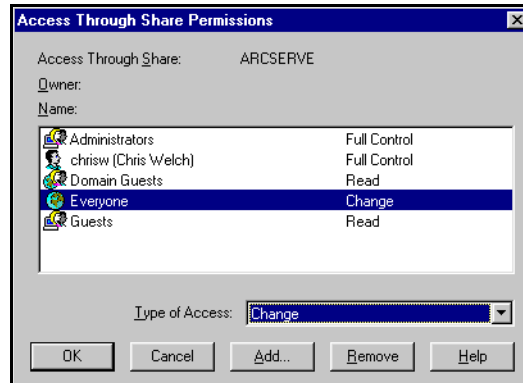 Access Through Share Permissions
Access Through Share: ARCSERVE
Owner:
Name:
Administrators Full Control
chrisw (Chris Welch) Full Control
Domain Guests Read
Everyone Change
Guests Read
Type of Access: Change
OK Cancel Add... Remove Help